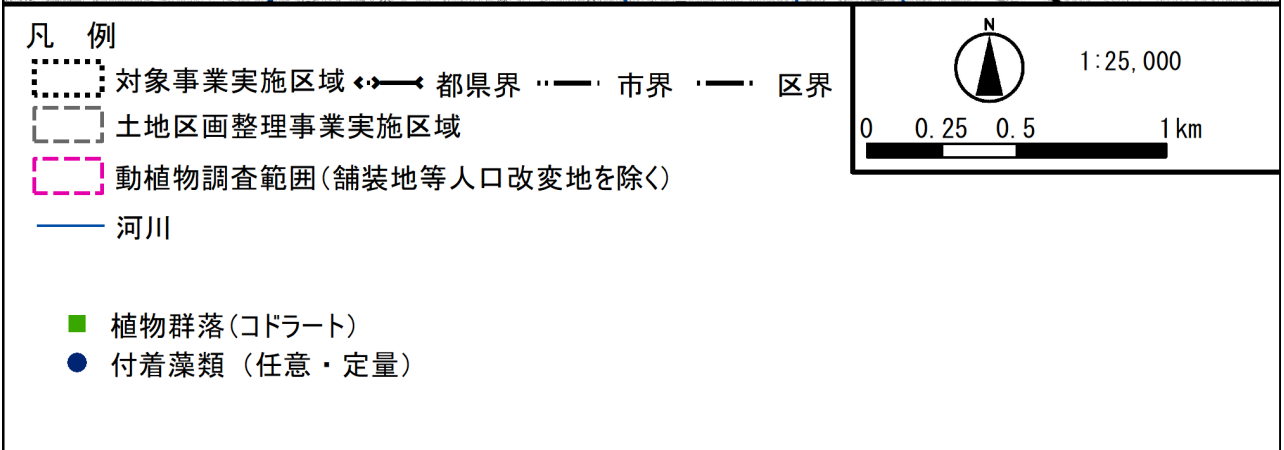 凡 例
対象事業実施区域 都県界 市界 区界
土地区画整理事業実施区域
動植物調査範囲(舗装地等人口改変地を除く)
河川
植物群落(コドラート)
付着藻類 (任意・定量)
N
1:25,000
0 0.25 0.5 1km